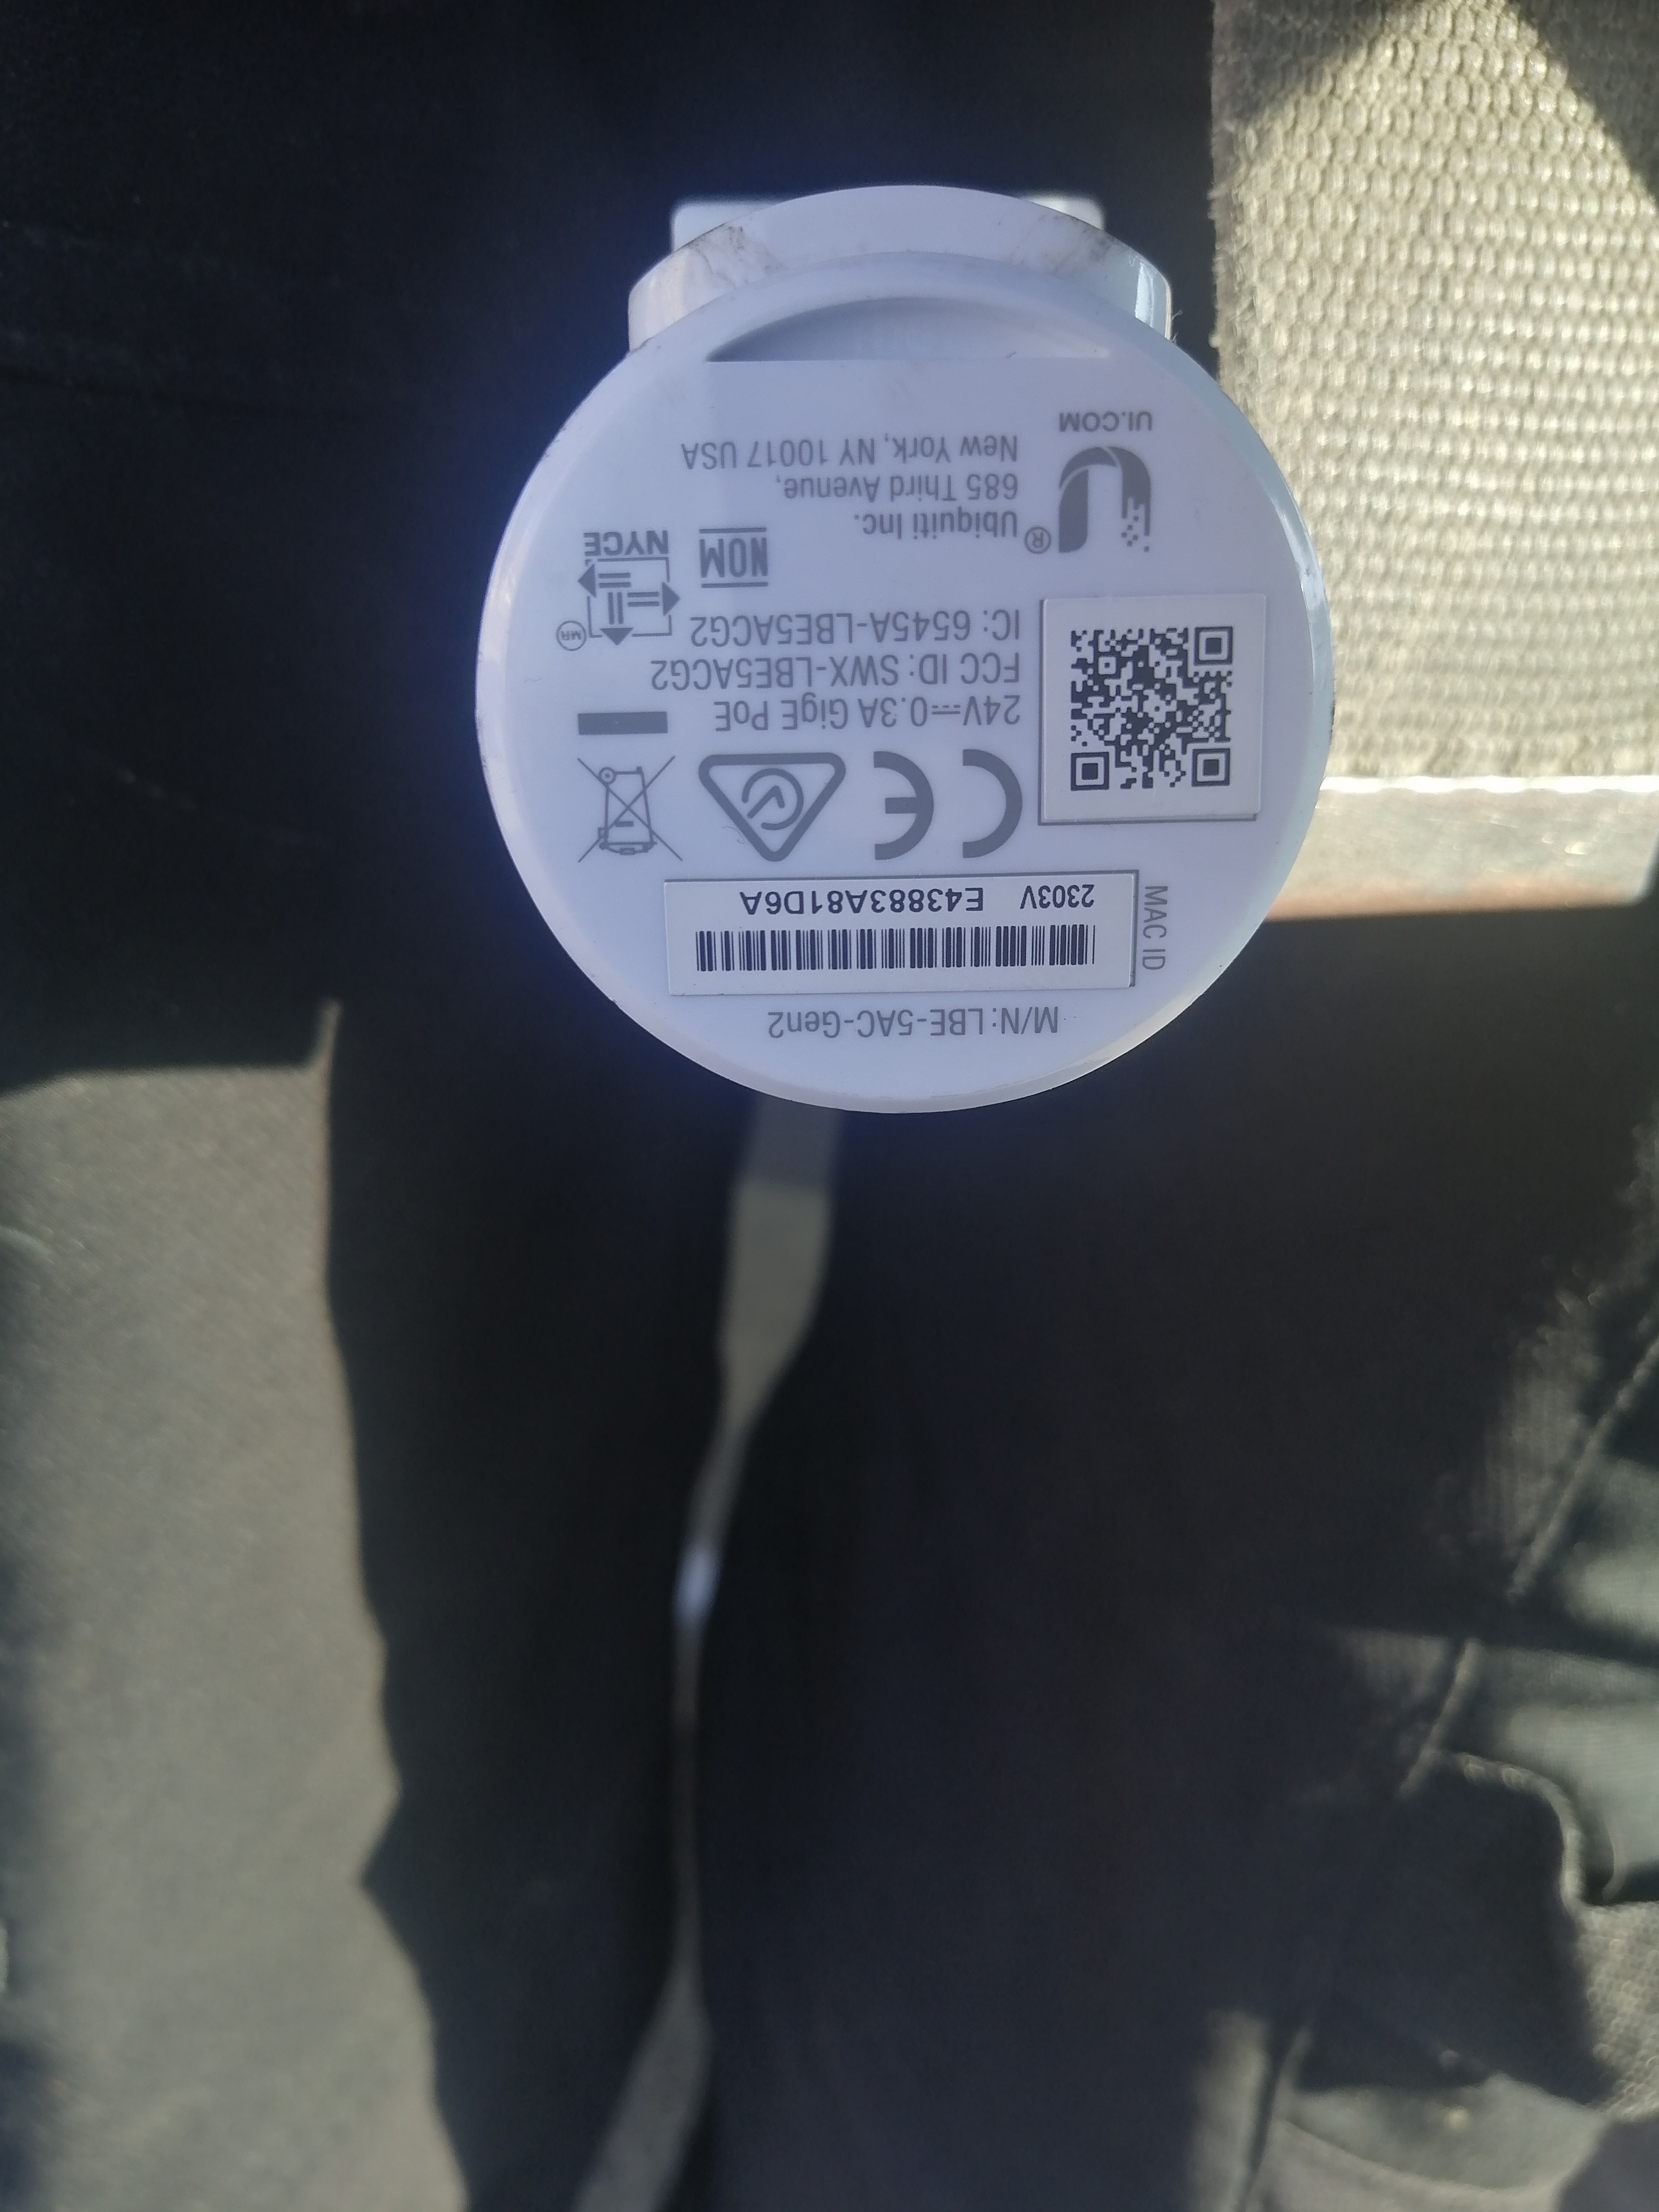 M/N: LBE-5AC-Gen2
MAC ID
2303V E43883A81D6A
24V⎓0.3A GigE PoE
FCC ID: SWX-LBE5ACG2
IC: 6545A-LBE5ACG2
MR
NOM
NYCE
U®
UI.COM
Ubiquiti Inc.
685 Third Avenue,
New York, NY 10017 USA